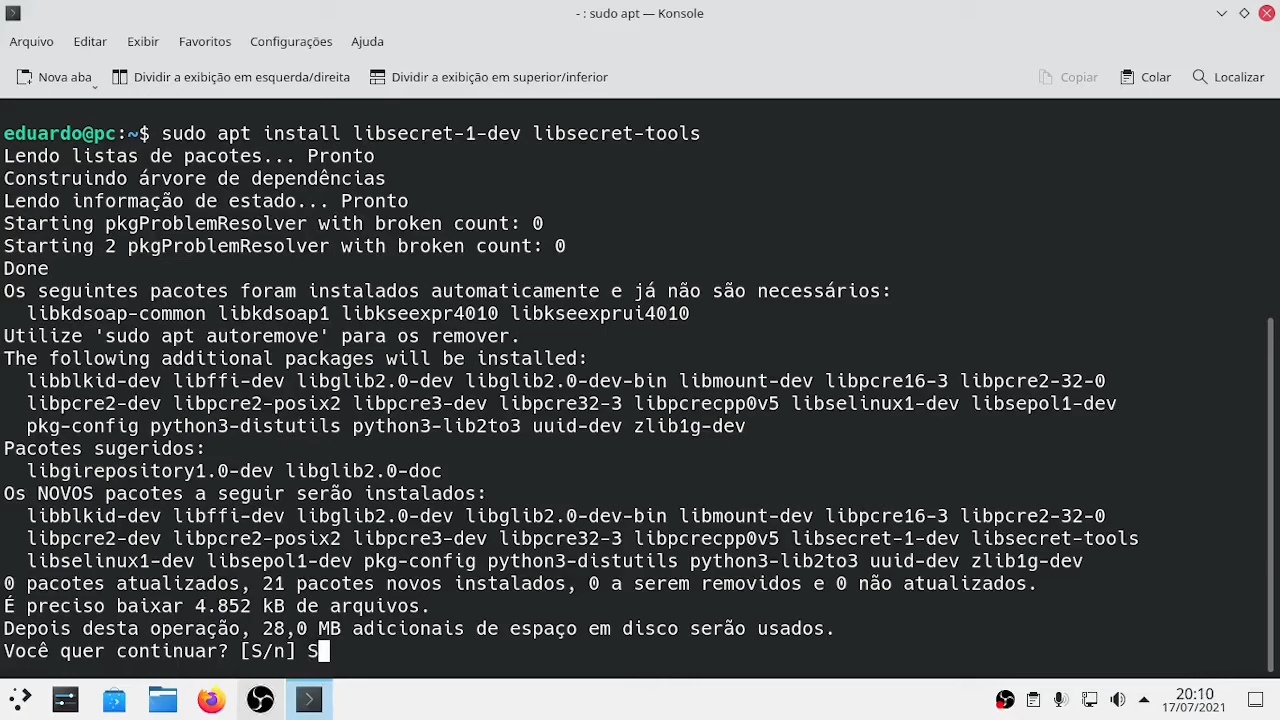 - : sudo apt — Konsole
Arquivo Editar Exibir Favoritos Configurações Ajuda
Nova aba Dividir a exibição em esquerda/direita Dividir a exibição em superior/inferior Copiar Colar Localizar
eduardo@pc:~$ sudo apt install libsecret-1-dev libsecret-tools
Lendo listas de pacotes... Pronto
Construindo árvore de dependências
Lendo informação de estado... Pronto
Starting pkgProblemResolver with broken count: 0
Starting 2 pkgProblemResolver with broken count: 0
Done
Os seguintes pacotes foram instalados automaticamente e já não são necessários:
libkdsoap-common libkdsoap1 libkseexpr4010 libkseexprui4010
Utilize 'sudo apt autoremove' para os remover.
The following additional packages will be installed:
libblkid-dev libffi-dev libglib2.0-dev libglib2.0-dev-bin libmount-dev libpcre16-3 libpcre2-32-0
libpcre2-dev libpcre2-posix2 libpcre3-dev libpcre32-3 libpcrecpp0v5 libselinux1-dev libsepol1-dev
pkg-config python3-distutils python3-lib2to3 uuid-dev zlib1g-dev
Pacotes sugeridos:
libgirepository1.0-dev libglib2.0-doc
Os NOVOS pacotes a seguir serão instalados:
libblkid-dev libffi-dev libglib2.0-dev libglib2.0-dev-bin libmount-dev libpcre16-3 libpcre2-32-0
libpcre2-dev libpcre2-posix2 libpcre3-dev libpcre32-3 libpcrecpp0v5 libsecret-1-dev libsecret-tools
libselinux1-dev libsepol1-dev pkg-config python3-distutils python3-lib2to3 uuid-dev zlib1g-dev
0 pacotes atualizados, 21 pacotes novos instalados, 0 a serem removidos e 0 não atualizados.
É preciso baixar 4.852 kB de arquivos.
Depois desta operação, 28,0 MB adicionais de espaço em disco serão usados.
Você quer continuar? [S/n] S
20:10
17/07/2021